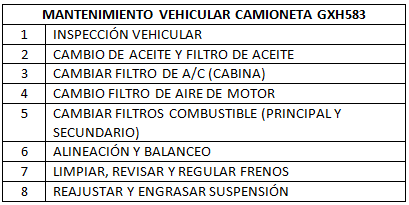 MANTENIMIENTO VEHICULAR CAMIONETA GXH583
1 INSPECCIÓN VEHICULAR
2 CAMBIO DE ACEITE Y FILTRO DE ACEITE
3 CAMBIAR FILTRO DE A/C (CABINA)
4 CAMBIO FILTRO DE AIRE DE MOTOR
5 CAMBIAR FILTROS COMBUSTIBLE (PRINCIPAL Y
SECUNDARIO)
6 ALINEACIÓN Y BALANCEO
7 LIMPIAR, REVISAR Y REGULAR FRENOS
8 REAJUSTAR Y ENGRASAR SUSPENSIÓN